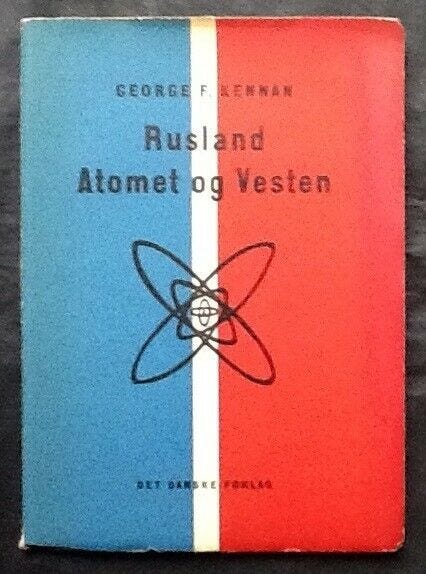 GEORGE F. KENNAN
Rusland
Atomet og Vesten
DET DANSKE FORLAG